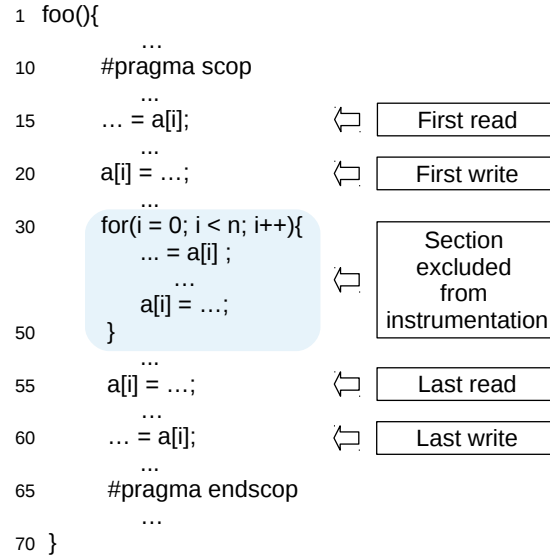 1 foo(){
…
10 #pragma scop
...
15 … = a[i]; First read
...
20 a[i] = …; First write
...
30 for(i = 0; i < n; i++){
... = a[i] ;
…
a[i] = …;
50 }
Section
excluded
from
instrumentation
...
55 a[i] = …; Last read
…
60 … = a[i]; Last write
...
65 #pragma endscop
…
70 }